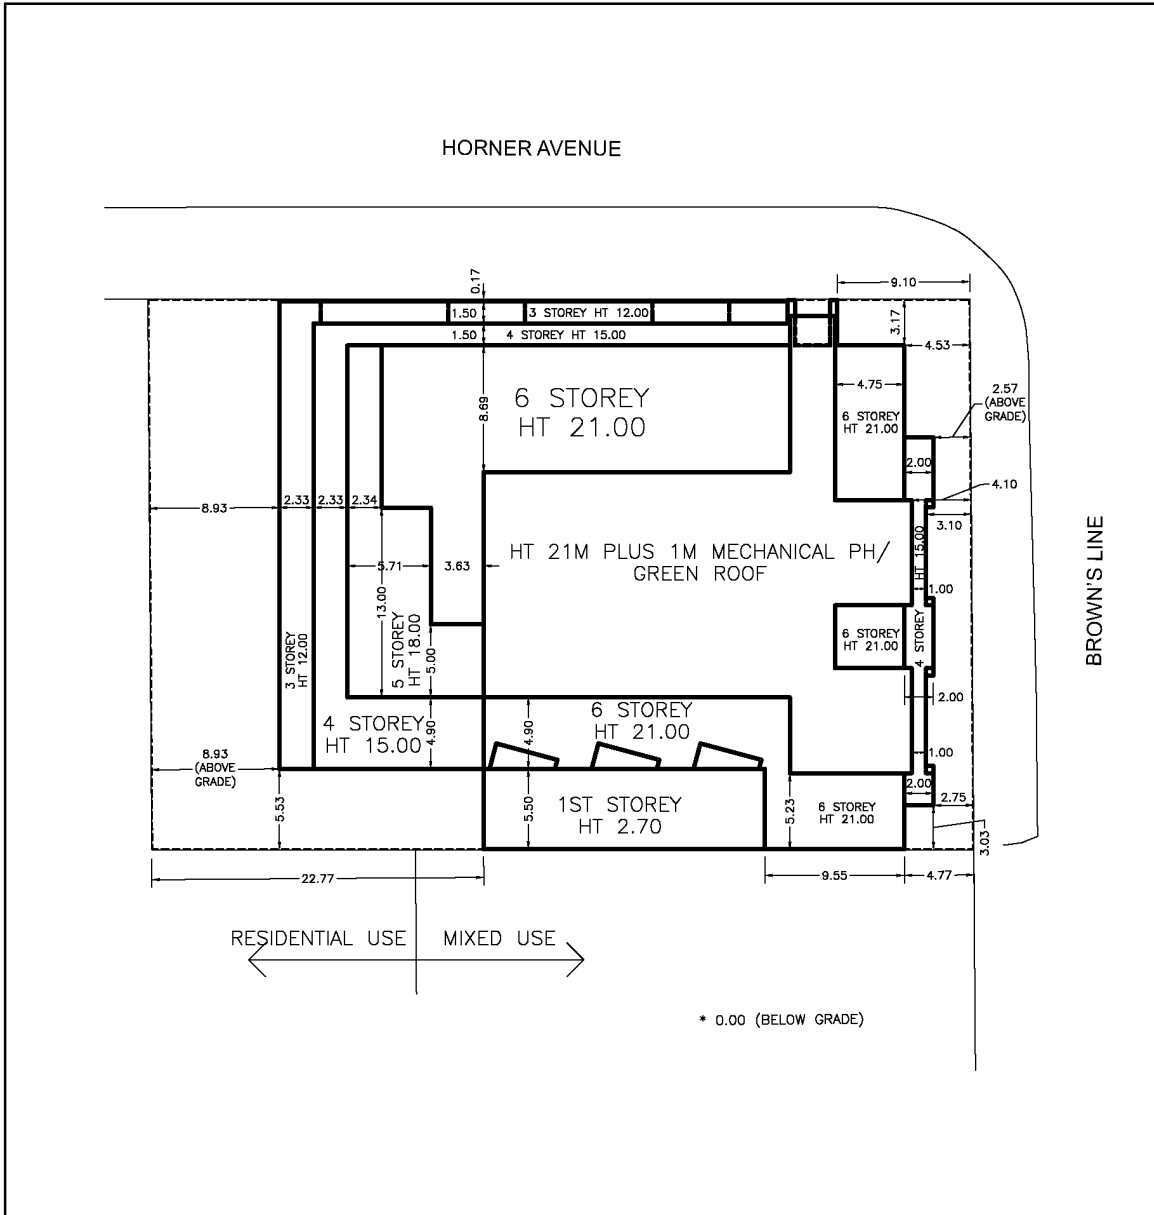 HORNER AVENUE
0.17
9.10
1.50
3 STOREY HT 12.00
3.17
1.50
4 STOREY HT 15.00
4.53
8.69
6 STOREY
HT 21.00
4.75
2.57
(ABOVE
GRADE)
6 STOREY
HT 21.00
2.00
4.10
8.93
2.33
2.33
2.34
3.10
HT 21M PLUS 1M MECHANICAL PH/
GREEN ROOF
4 STOREY HT 15.00
BROWN'S LINE
5.71
3.63
13.00
1.00
5 STOREY
HT 18.00
5.00
6 STOREY
HT 21.00
3 STOREY
HT 12.00
2.00
4 STOREY
HT 15.00
4.90
4.90
6 STOREY
HT 21.00
8.93
(ABOVE
GRADE)
1.00
2.00
2.75
5.53
5.50
1ST STOREY
HT 2.70
5.23
6 STOREY
HT 21.00
3.03
22.77
9.55
4.77
RESIDENTIAL USE
MIXED USE
* 0.00 (BELOW GRADE)